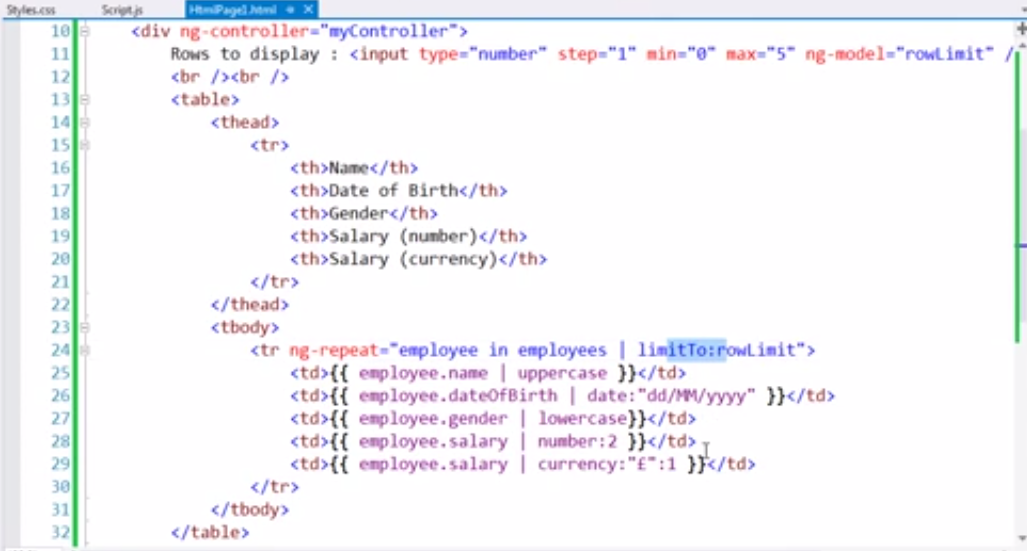 Styles.css Script.js HtmlPage1.html
10 <div ng-controller="myController">
11 Rows to display : <input type="number" step="1" min="0" max="5" ng-model="rowLimit" /
12 <br /><br />
13 <table>
14 <thead>
15 <tr>
16 <th>Name</th>
17 <th>Date of Birth</th>
18 <th>Gender</th>
19 <th>Salary (number)</th>
20 <th>Salary (currency)</th>
21 </tr>
22 </thead>
23 <tbody>
24 <tr ng-repeat="employee in employees | limitTo:rowLimit">
25 <td>{{ employee.name | uppercase }}</td>
26 <td>{{ employee.dateOfBirth | date:"dd/MM/yyyy" }}</td>
27 <td>{{ employee.gender | lowercase}}</td>
28 <td>{{ employee.salary | number:2 }}</td>
29 <td>{{ employee.salary | currency:"£":1 }}</td>
30 </tr>
31 </tbody>
32 </table>